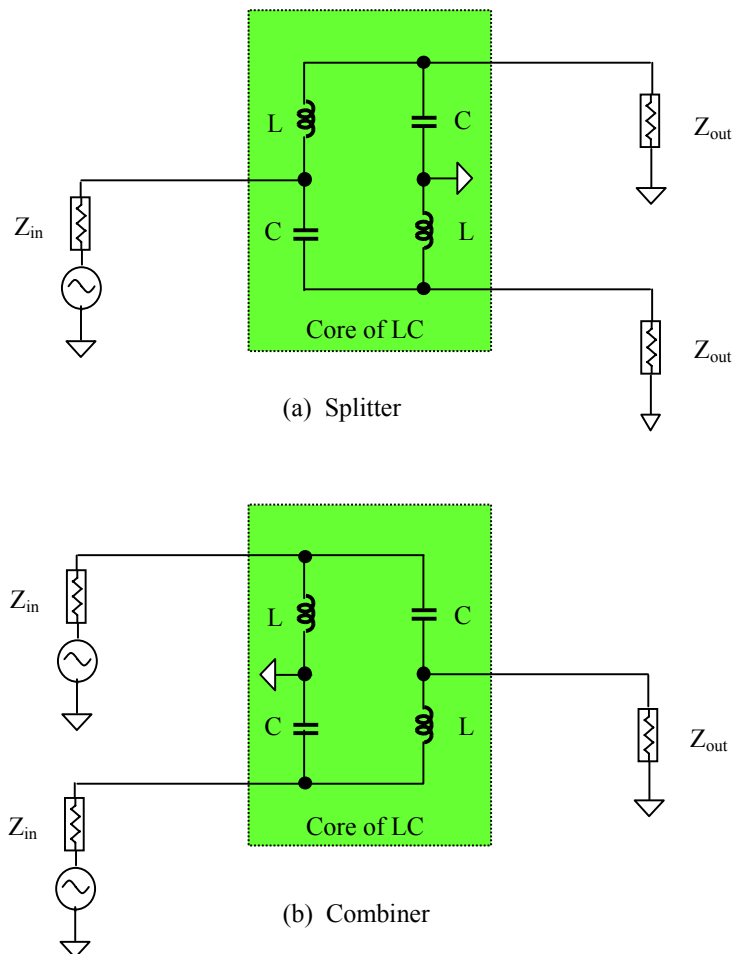 L
C
Z_out
Z_in
C
L
Core of LC
Z_out
(a) Splitter
Z_in
L
C
C
L
Z_out
Z_in
Core of LC
(b) Combiner